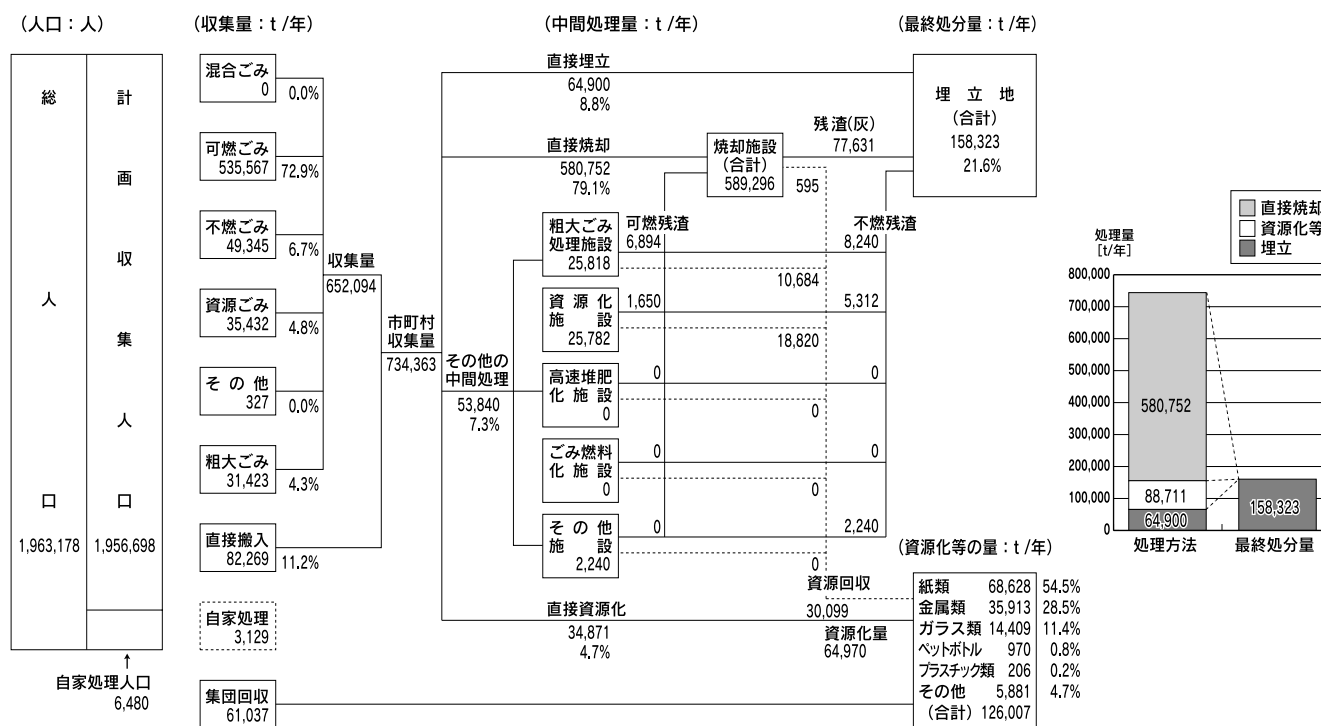 (人口:人)
総人口
1,963,178
計画収集人口
1,956,698
自家処理人口
6,480
(収集量:t/年)
混合ごみ
0
0.0%
可燃ごみ
535,567
72.9%
不燃ごみ
49,345
6.7%
資源ごみ
35,432
4.8%
その他
327
0.0%
粗大ごみ
31,423
4.3%
直接搬入
82,269
11.2%
自家処理
3,129
集団回収
61,037
収集量
652,094
市町村
収集量
734,363
(中間処理量:t/年)
直接埋立
64,900
8.8%
直接焼却
580,752
79.1%
焼却施設
(合計)
589,296
残渣(灰)
77,631
595
その他の
中間処理
53,840
7.3%
可燃残渣
不燃残渣
粗大ごみ
処理施設
25,818
6,894
8,240
10,684
資源化
施設
25,782
1,650
5,312
18,820
高速堆肥
化施設
0
0
0
0
ごみ燃料
化施設
0
0
0
0
その他
施設
2,240
0
2,240
0
資源回収
30,099
直接資源化
34,871
4.7%
資源化量
64,970
(最終処分量:t/年)
埋立地
(合計)
158,323
21.6%
(資源化等の量:t/年)
紙類 68,628 54.5%
金属類 35,913 28.5%
ガラス類 14,409 11.4%
ペットボトル 970 0.8%
プラスチック類 206 0.2%
その他 5,881 4.7%
(合計) 126,007
直接焼却
資源化等
埋立
処理量
[t/年]
800,000
700,000
600,000
500,000
400,000
300,000
200,000
100,000
0
580,752
88,711
64,900
158,323
処理方法
最終処分量